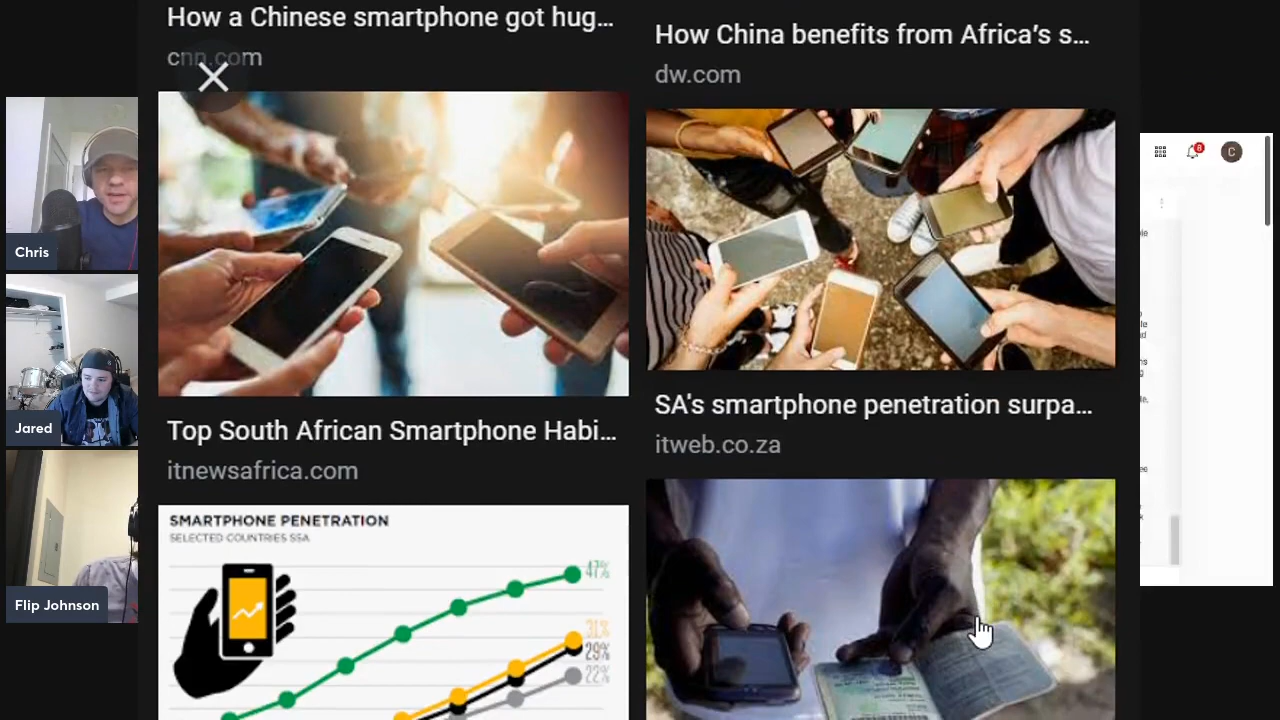 How a Chinese smartphone got hug...
cnn.com
How China benefits from Africa's s...
dw.com
Chris
Jared
Flip Johnson
Top South African Smartphone Habi...
itnewsafrica.com
SA's smartphone penetration surpa...
itweb.co.za
SMARTPHONE PENETRATION
SELECTED COUNTRIES SSA
47%
31%
29%
22%
8
C